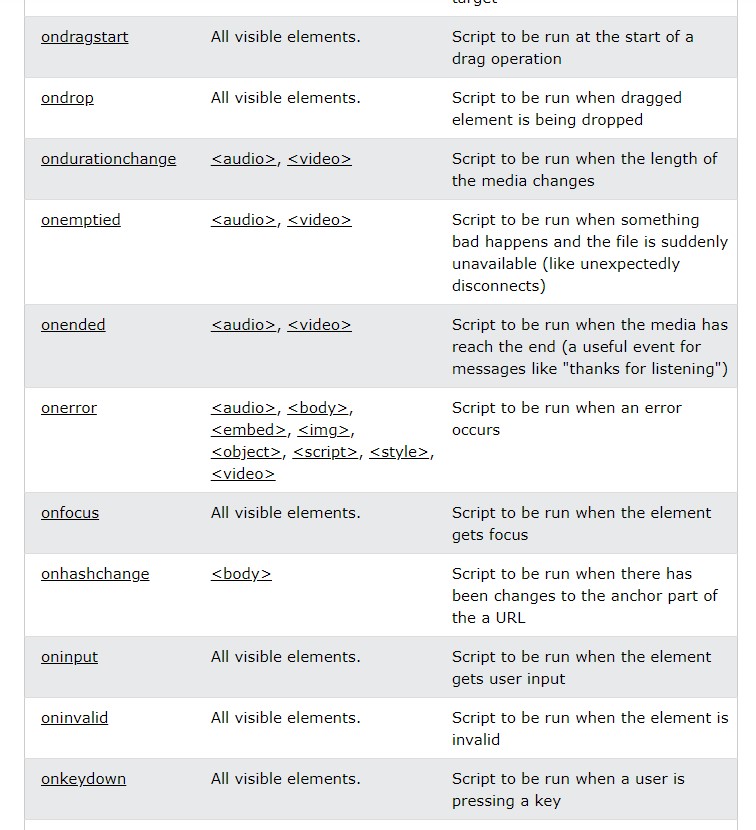 target
ondragstart All visible elements. Script to be run at the start of a
drag operation
ondrop All visible elements. Script to be run when dragged
element is being dropped
ondurationchange <audio>, <video> Script to be run when the length of
the media changes
onemptied <audio>, <video> Script to be run when something
bad happens and the file is suddenly
unavailable (like unexpectedly
disconnects)
onended <audio>, <video> Script to be run when the media has
reach the end (a useful event for
messages like "thanks for listening")
onerror <audio>, <body>, Script to be run when an error
<embed>, <img>, occurs
<object>, <script>, <style>,
<video>
onfocus All visible elements. Script to be run when the element
gets focus
onhashchange <body> Script to be run when there has
been changes to the anchor part of
the a URL
oninput All visible elements. Script to be run when the element
gets user input
oninvalid All visible elements. Script to be run when the element is
invalid
onkeydown All visible elements. Script to be run when a user is
pressing a key